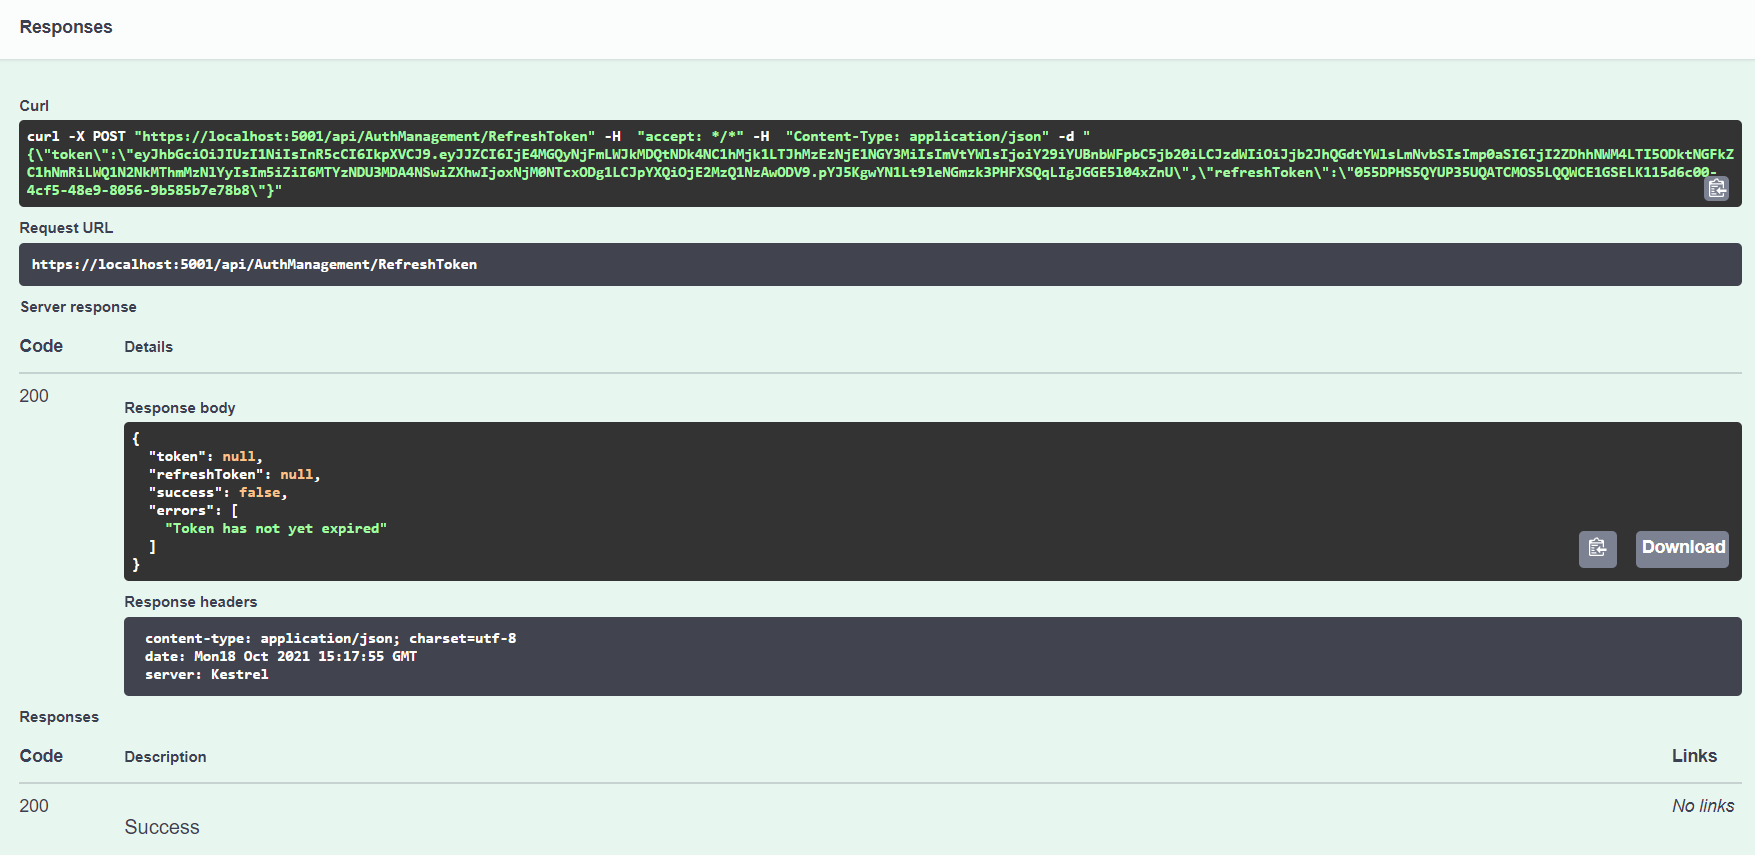 Responses
Curl
curl -X POST "https://localhost:5001/api/AuthManagement/RefreshToken" -H  "accept: */*" -H  "Content-Type: application/json" -d "
{\"token\":\"eyJhbGciOiJIUzI1NiIsInR5cCI6IkpXVCJ9.eyJJZCI6IjE4MGQyNjFmLWJkMDQtNDk4NC1hMjk1LTJhMzEzNjE1NGY3MiIsImVtYWlsIjoiY29iYUBnbWFpbC5jb20iLCJzdWIiOiJjb2JhQGdtYWlsLmNvbSIsImp0aSI6IjI2ZDhhNWM4LTI5ODktNGFkZ
C1hNmRiLWQ1N2NkMThmMzNlYyIsIm5iZiI6MTYzNDU3MDA4NSwiZXhwIjoxNjM0NTcxODg1LCJpYXQiOjE2MzQ1NzAwODV9.pYJ5KgwYN1Lt9leNGmzk3PHFXSQqLIgJGGE5l04xZnU\",\"refreshToken\":\"055DPHS5QYUP35UQATCMOS5LQQWCE1GSELK115d6c00-
4cf5-48e9-8056-9b585b7e78b8\"}"
Request URL
https://localhost:5001/api/AuthManagement/RefreshToken
Server response
Code Details
200
Response body
{
  "token": null,
  "refreshToken": null,
  "success": false,
  "errors": [
    "Token has not yet expired"
  ]
}
Download
Response headers
content-type: application/json; charset=utf-8
date: Mon18 Oct 2021 15:17:55 GMT
server: Kestrel
Responses
Code Description Links
200 No links
Success